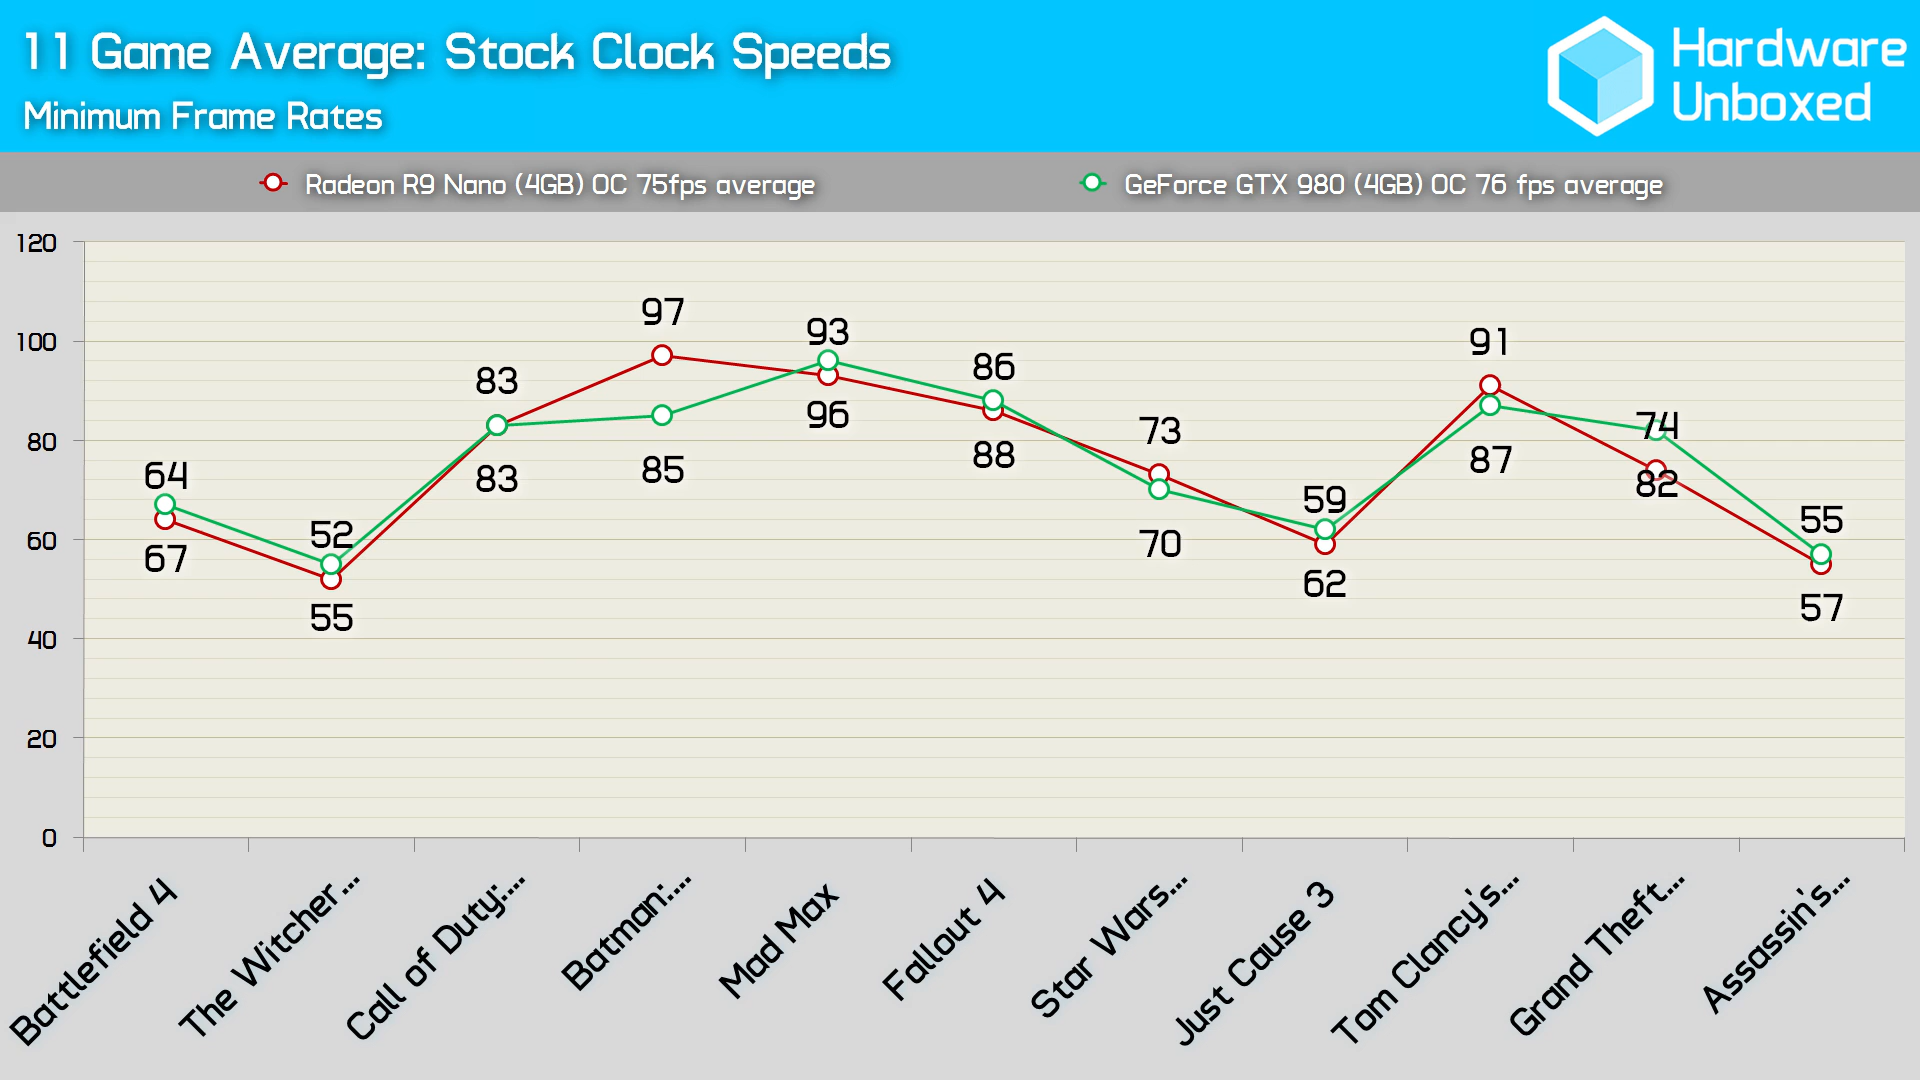 11 Game Average: Stock Clock Speeds
Minimum Frame Rates
Hardware
Unboxed
Radeon R9 Nano (4GB) OC 75fps average
GeForce GTX 980 (4GB) OC 76 fps average
120
100
80
60
40
20
0
64
67
52
55
83
83
97
85
93
96
86
88
73
70
59
62
91
87
74
82
55
57
Battlefield 4
The Witcher...
Call of Duty:...
Batman:...
Mad Max
Fallout 4
Star Wars...
Just Cause 3
Tom Clancy's...
Grand Theft...
Assassin's...